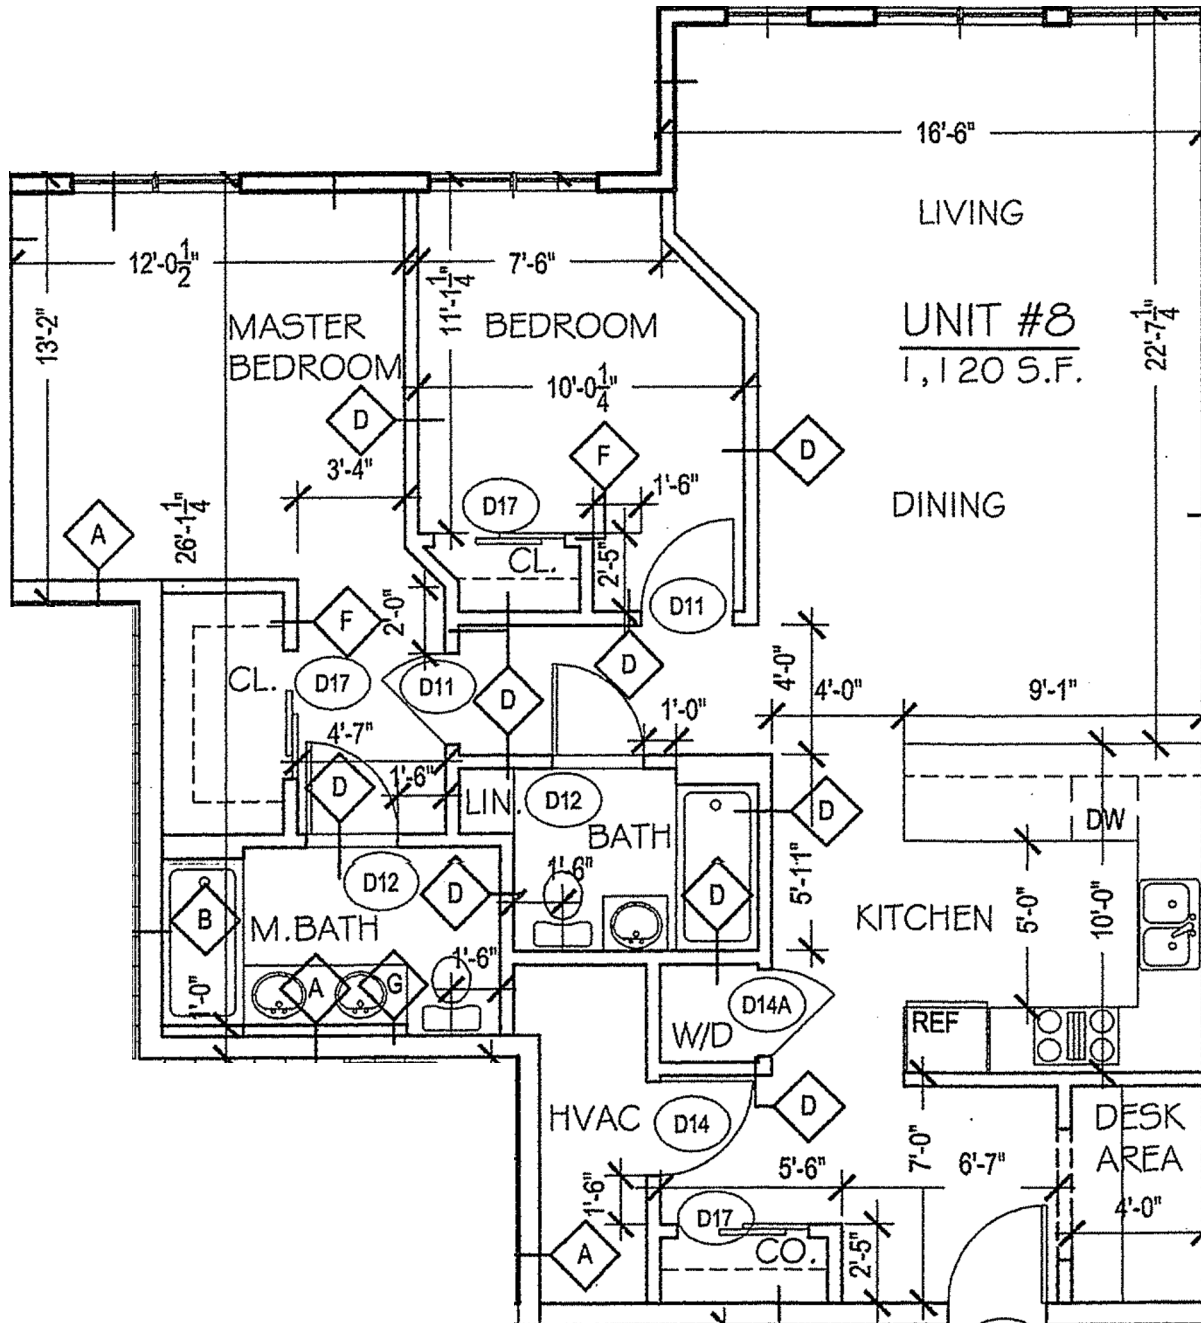 16'-6"
LIVING
12'-0 1/2"
7'-6"
11'-1 1/4"
13'-2"
MASTER
BEDROOM
BEDROOM
UNIT #8
1,120 S.F.
22'-7 1/4"
10'-0 1/4"
D
D
F
3'-4"
1'-6"
D17
DINING
26'-1 1/4"
A
CL.
2'-5"
D11
2'-0"
F
D
CL.
D17
D11
D
4'-0"
4'-0"
9'-1"
1'-0"
4'-7"
D
1'-6"
LIN.
D12
BATH
D
DW
D12
D
1'-6"
D
5'-11"
KITCHEN
5'-0"
10'-0"
B
M.BATH
1'-6"
A
G
1'-0"
D14A
W/D
REF
HVAC
D14
D
DESK
AREA
7'-0"
6'-7"
5'-6"
1'-6"
D17
4'-0"
A
CO.
2'-5"